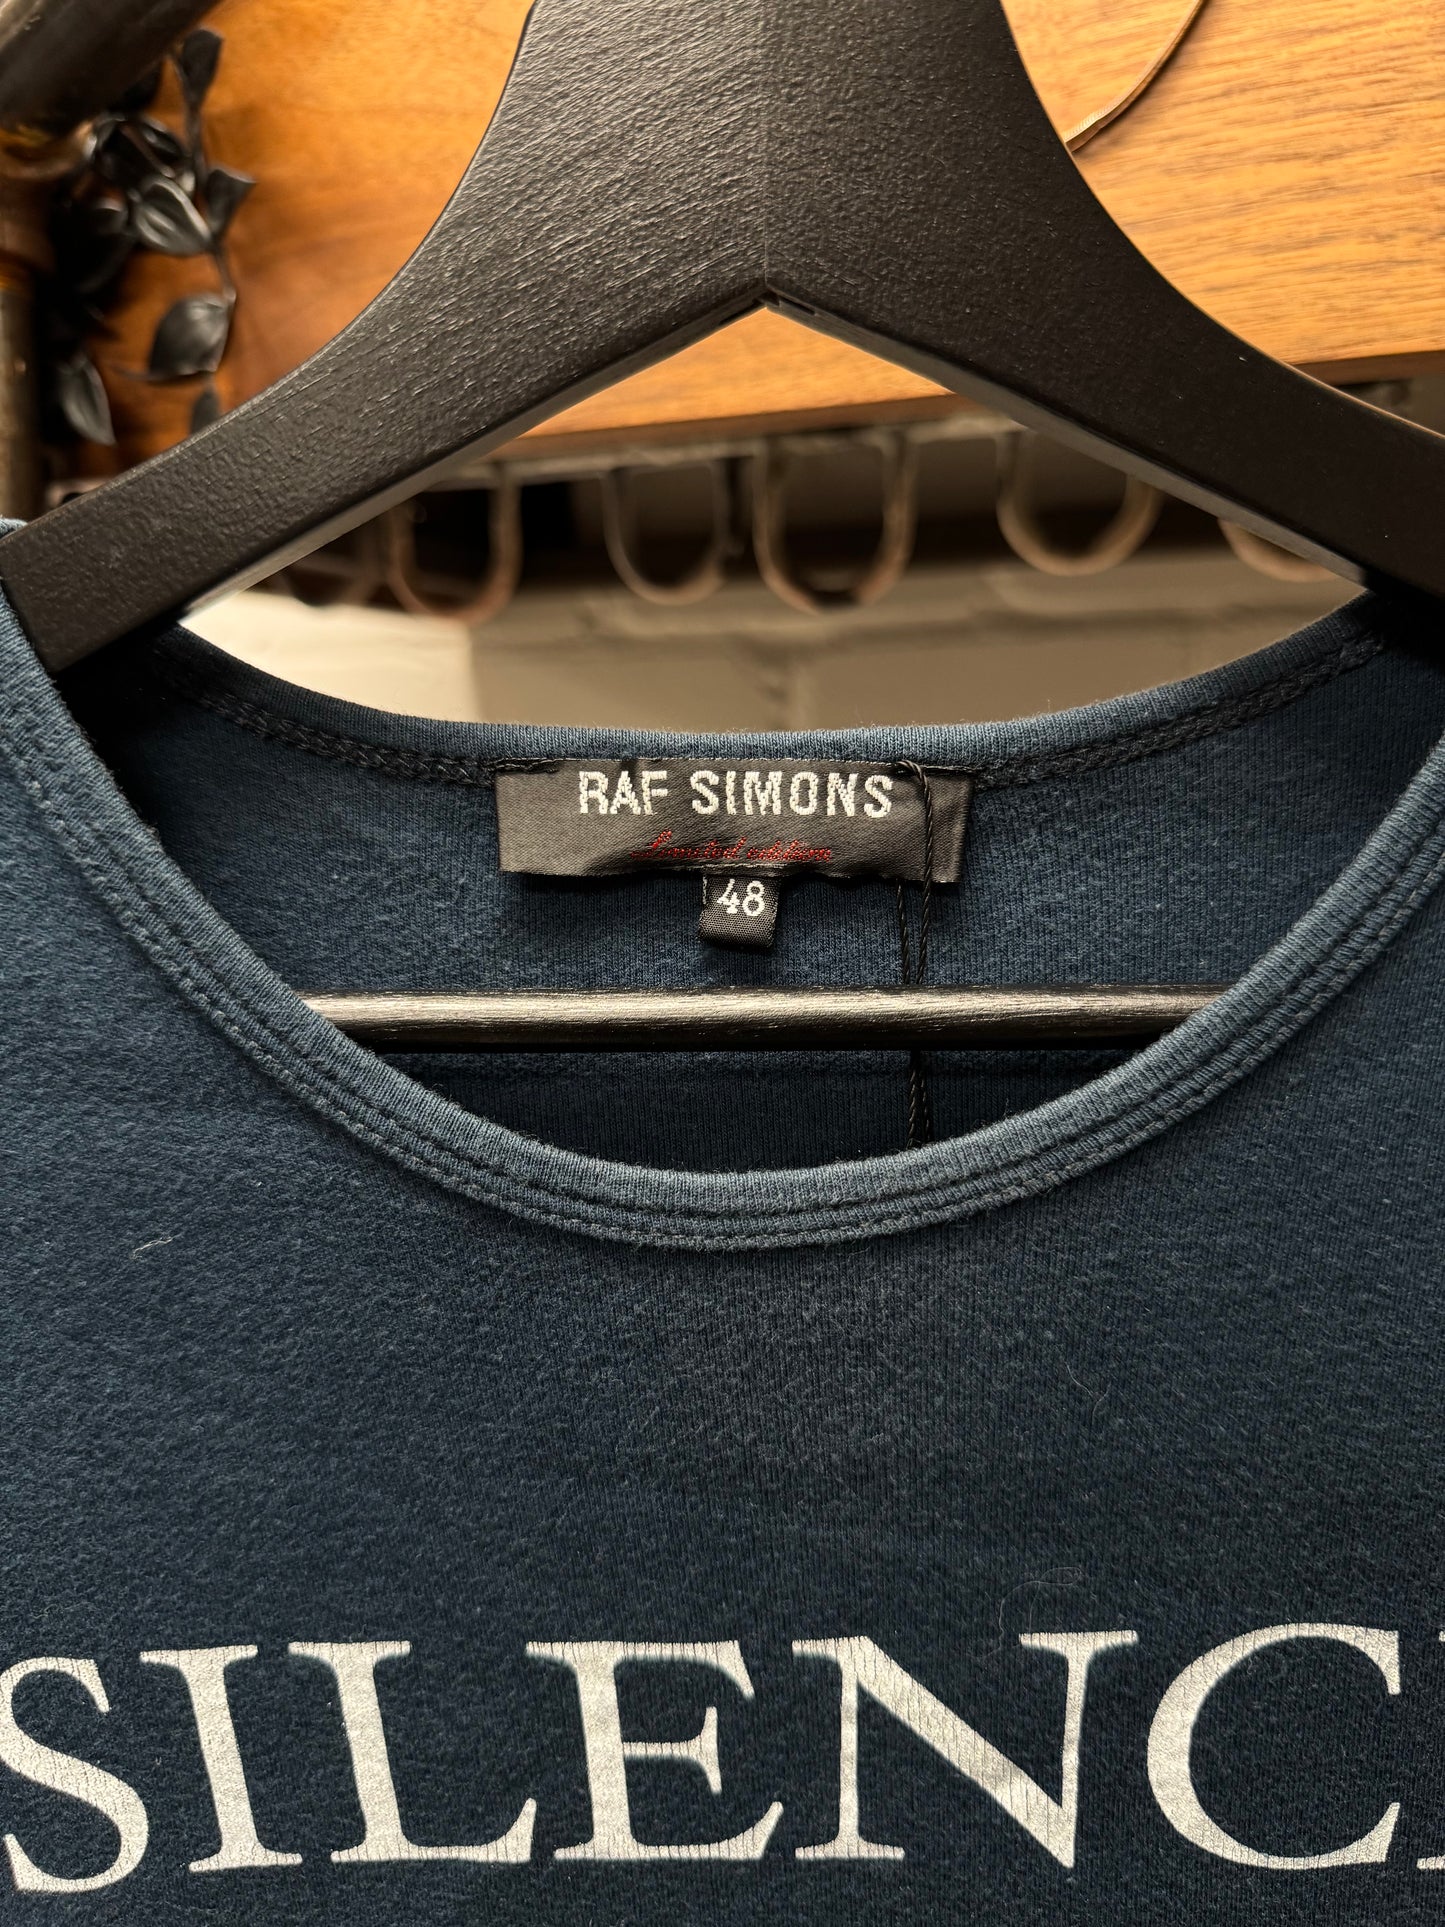 RAF SIMONS
Limited edition
48
SILENC